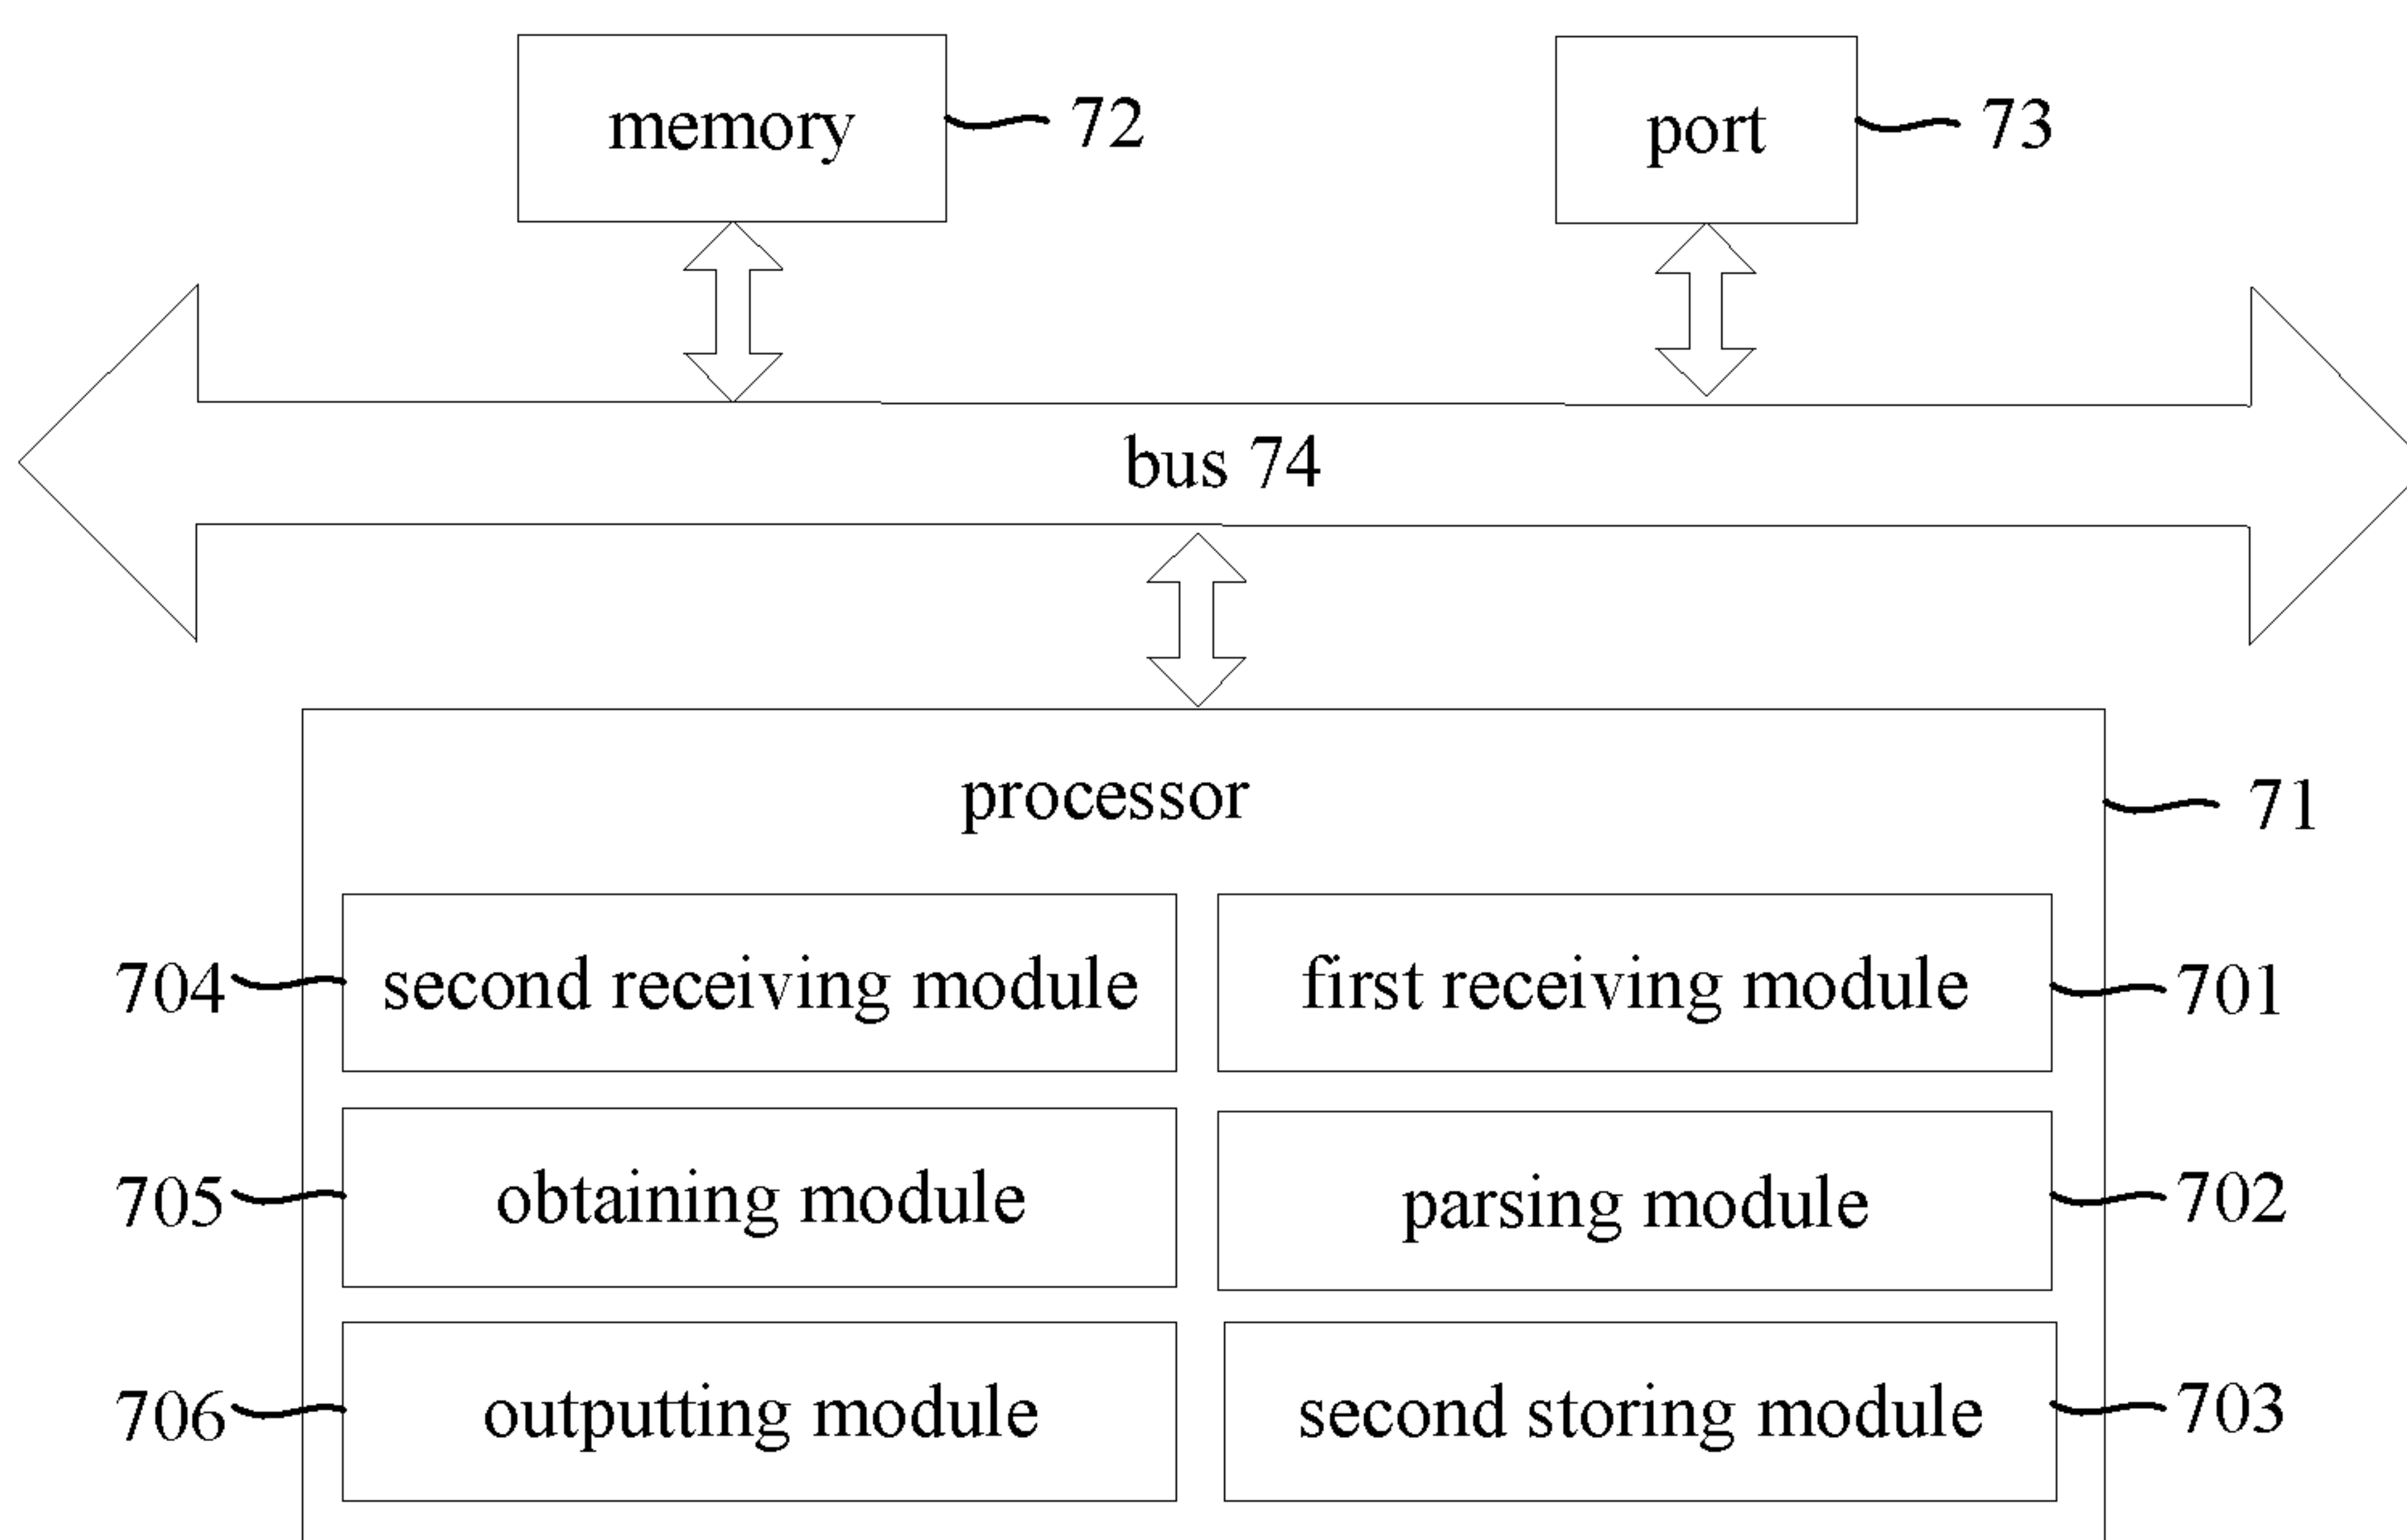 memory 72
port 73
bus 74
processor 71
704 second receiving module
first receiving module 701
705 obtaining module
parsing module 702
706 outputting module
second storing module 703